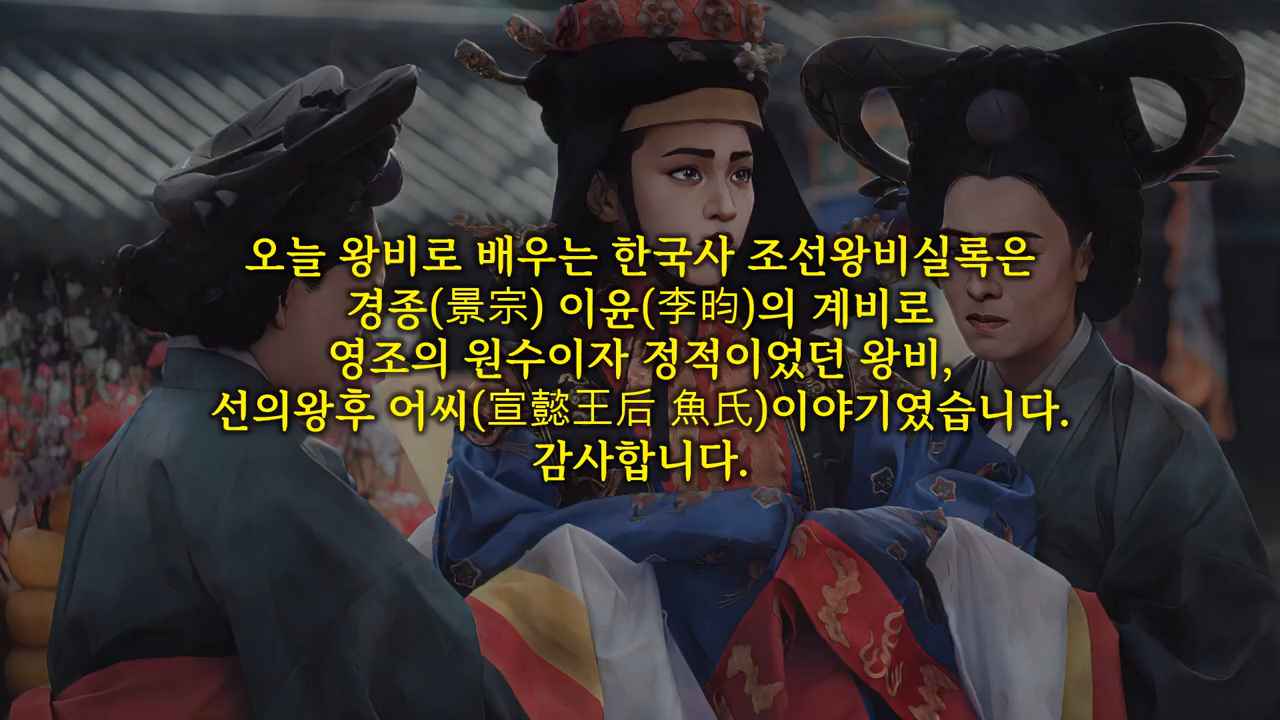 오늘 왕비로 배우는 한국사 조선왕비실록은
경종(景宗) 이윤(李昀)의 계비로
영조의 원수이자 정적이었던 왕비,
선의왕후 어씨(宣懿王后 魚氏)이야기였습니다.
감사합니다.